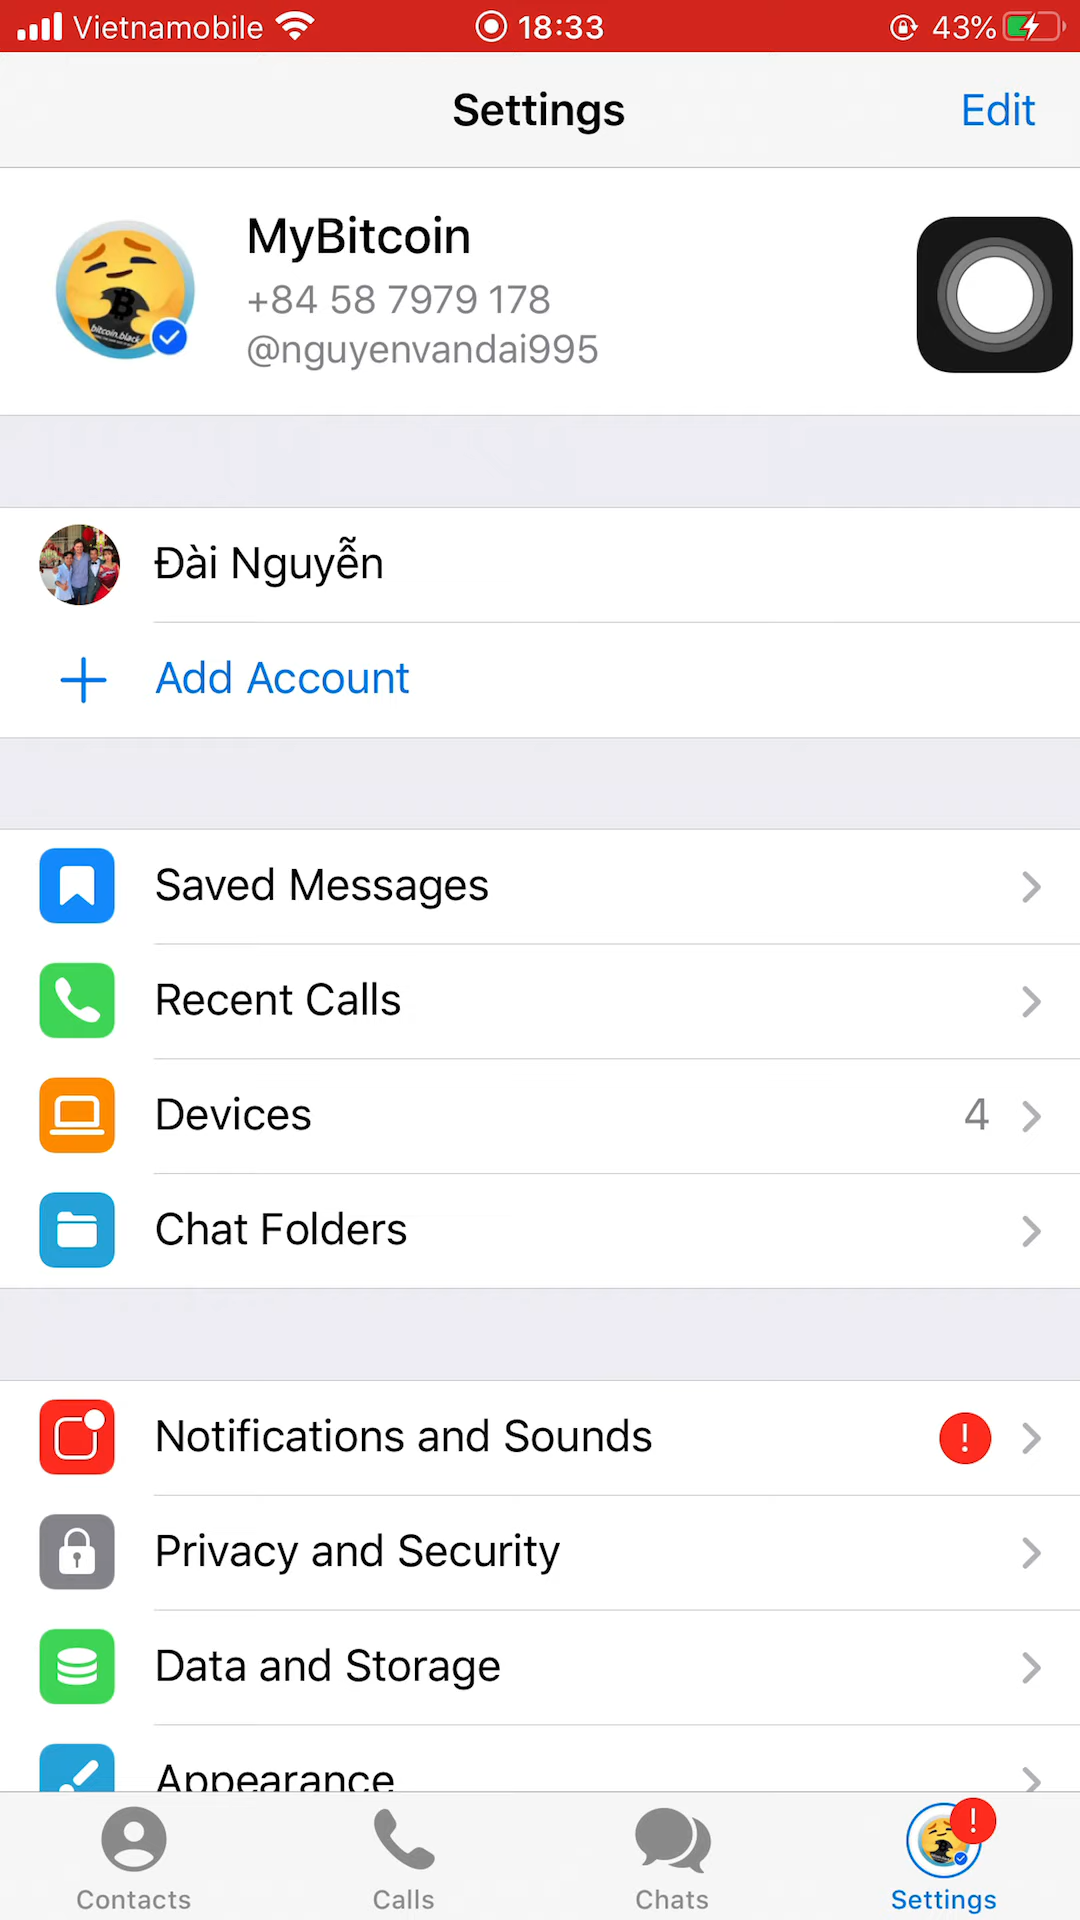 Vietnamobile 18:33 43%
Settings Edit
MyBitcoin
+84 58 7979 178
@nguyenvandai995
bitcoin.black
Đài Nguyễn
Add Account
Saved Messages
Recent Calls
Devices 4
Chat Folders
Notifications and Sounds !
Privacy and Security
Data and Storage
Appearance
!
Contacts Calls Chats Settings